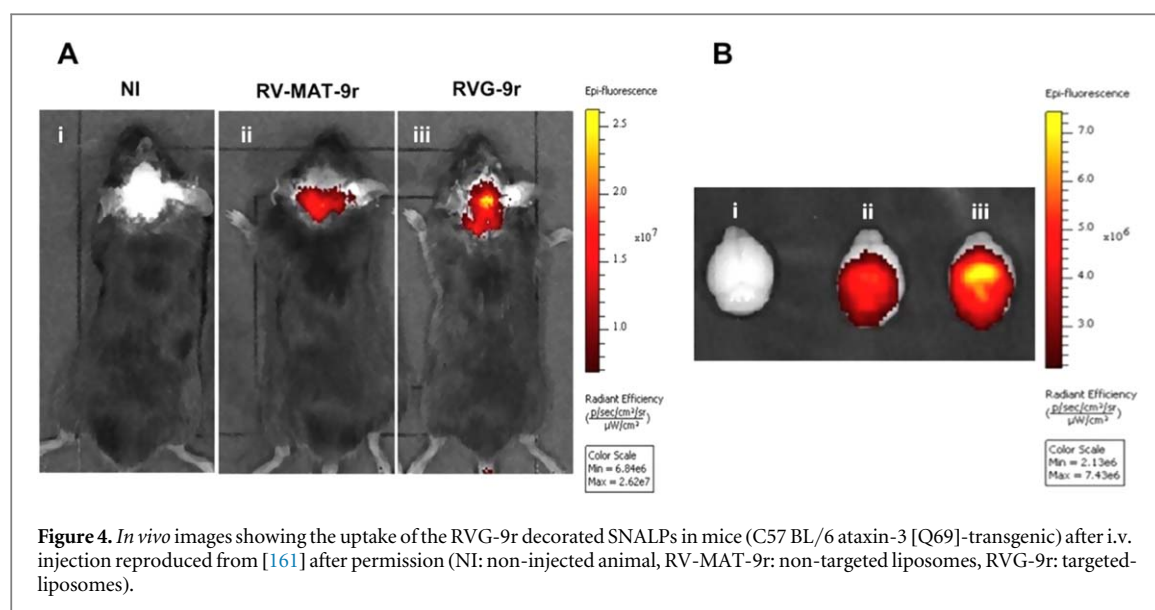 A
NI
RV-MAT-9r
RVG-9r
i
ii
iii
Epi-fluorescence
2.5
2.0
x10⁷
1.5
1.0
Radiant Efficiency
(p/sec/cm²/sr
µW/cm²)
Color Scale
Min = 6.84e6
Max = 2.62e7
B
i
ii
iii
Epi-fluorescence
7.0
6.0
5.0
x10⁶
4.0
3.0
Radiant Efficiency
(p/sec/cm²/sr
µW/cm²)
Color Scale
Min = 2.13e6
Max = 7.43e6
Figure 4. In vivo images showing the uptake of the RVG-9r decorated SNALPs in mice (C57 BL/6 ataxin-3 [Q69]-transgenic) after i.v.
injection reproduced from [161] after permission (NI: non-injected animal, RV-MAT-9r: non-targeted liposomes, RVG-9r: targeted-
liposomes).